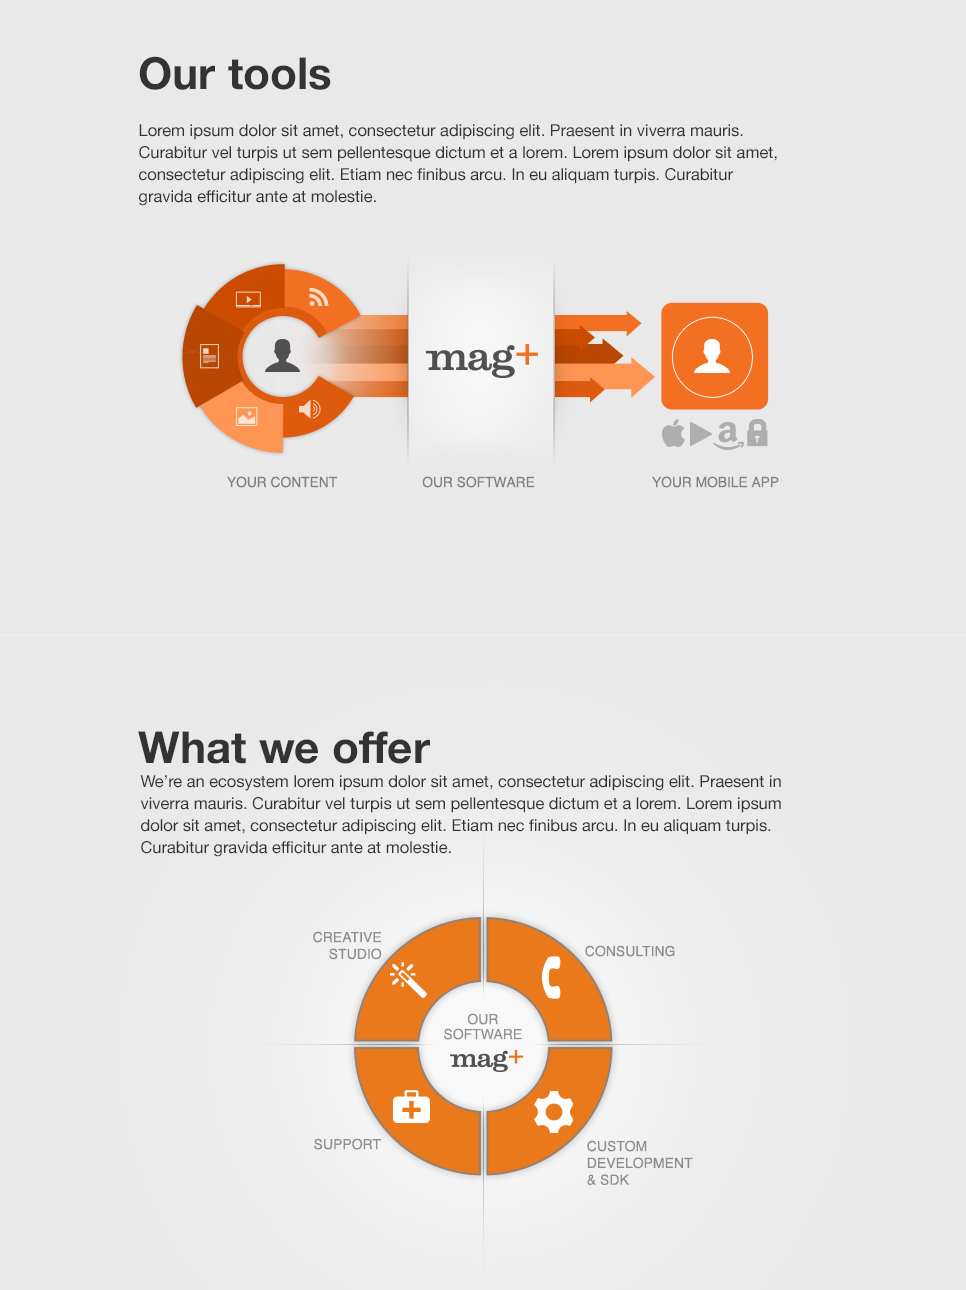 Our tools
Lorem ipsum dolor sit amet, consectetur adipiscing elit. Praesent in viverra mauris.
Curabitur vel turpis ut sem pellentesque dictum et a lorem. Lorem ipsum dolor sit amet,
consectetur adipiscing elit. Etiam nec finibus arcu. In eu aliquam turpis. Curabitur
gravida efficitur ante at molestie.
mag+
YOUR CONTENT
OUR SOFTWARE
YOUR MOBILE APP
What we offer
We're an ecosystem lorem ipsum dolor sit amet, consectetur adipiscing elit. Praesent in
viverra mauris. Curabitur vel turpis ut sem pellentesque dictum et a lorem. Lorem ipsum
dolor sit amet, consectetur adipiscing elit. Etiam nec finibus arcu. In eu aliquam turpis.
Curabitur gravida efficitur ante at molestie.
CREATIVE
STUDIO
CONSULTING
OUR
SOFTWARE
mag+
SUPPORT
CUSTOM
DEVELOPMENT
& SDK